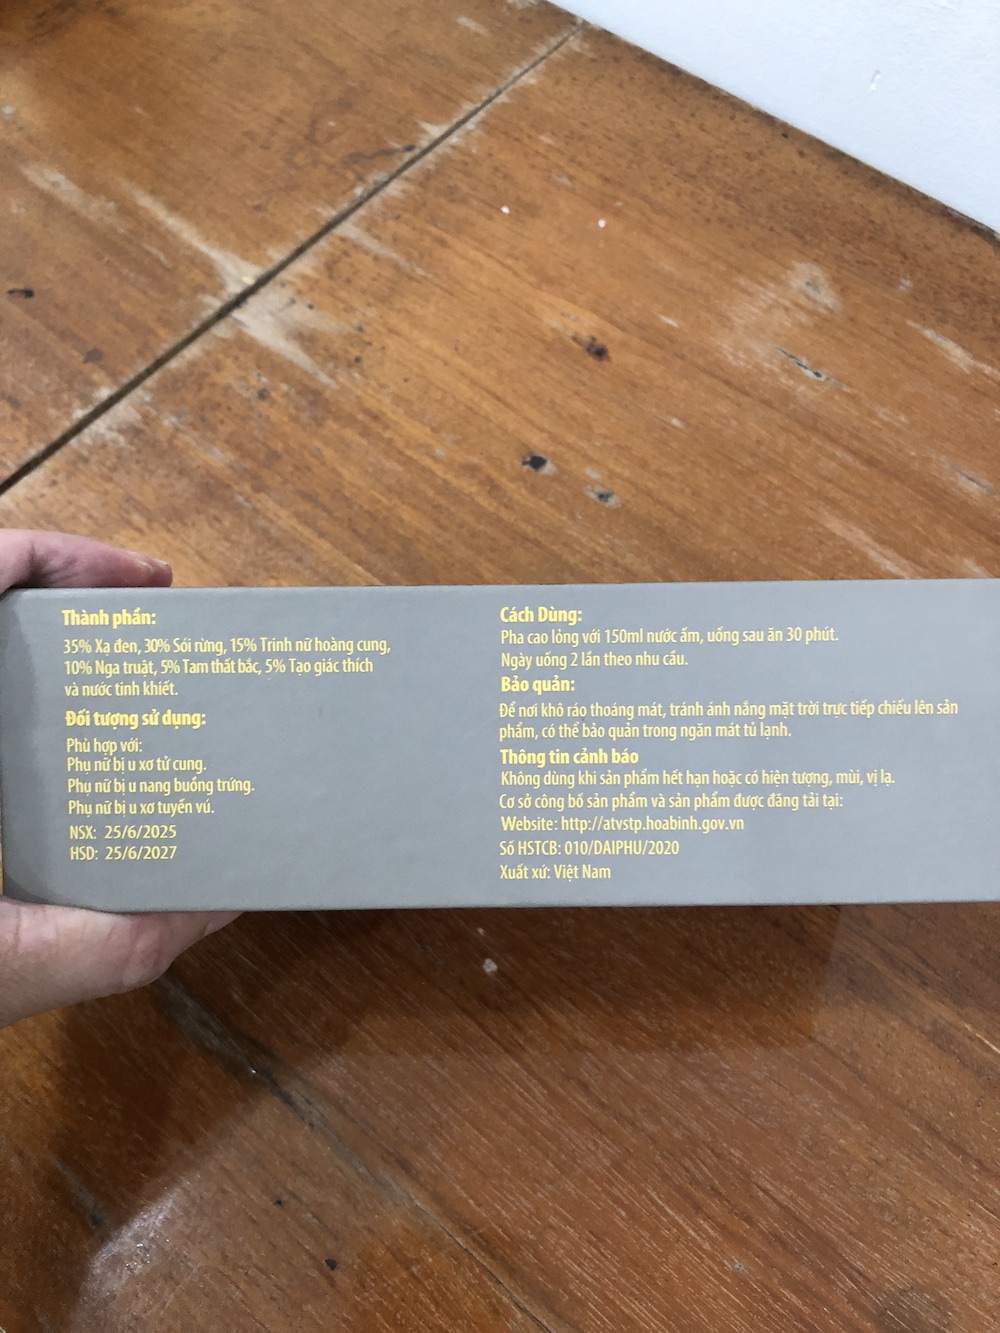 Thành phần:
35% Xạ đen, 30% Sói rừng, 15% Trinh nữ hoàng cung,
10% Nga truật, 5% Tam thất bắc, 5% Tạo giác thích
và nước tinh khiết.
Đối tượng sử dụng:
Phù hợp với:
Phụ nữ bị u xơ tử cung.
Phụ nữ bị u nang buồng trứng.
Phụ nữ bị u xơ tuyến vú.
NSX: 25/6/2025
HSD: 25/6/2027
Cách Dùng:
Pha cao lỏng với 150ml nước ấm, uống sau ăn 30 phút.
Ngày uống 2 lần theo nhu cầu.
Bảo quản:
Để nơi khô ráo thoáng mát, tránh ánh nắng mặt trời trực tiếp chiếu lên sản
phẩm, có thể bảo quản trong ngăn mát tủ lạnh.
Thông tin cảnh báo
Không dùng khi sản phẩm hết hạn hoặc có hiện tượng, mùi, vị lạ.
Cơ sở công bố sản phẩm và sản phẩm được đăng tải tại:
Website: http://atvstp.hoabinh.gov.vn
Số HSTCB: 010/DAIPHU/2020
Xuất xứ: Việt Nam